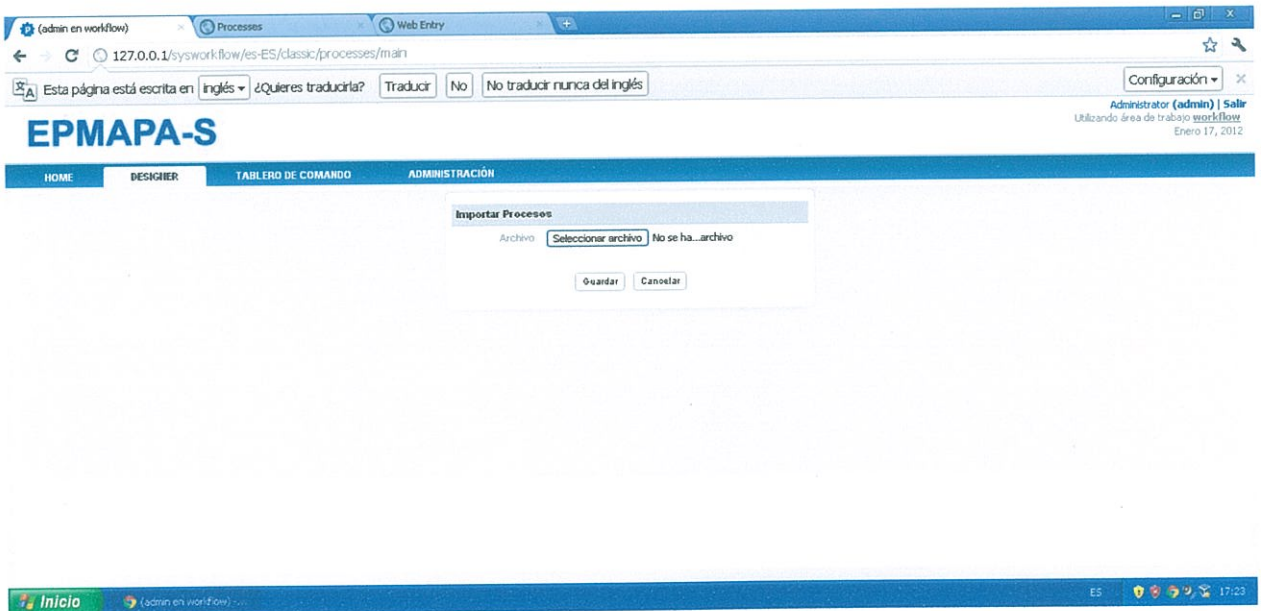 (admin en workflow)
Processes
Web Entry
127.0.0.1/sysworkflow/es-ES/classic/processes/main
Esta página está escrita en inglés ¿Quieres traducirla? Traducir No No traducir nunca del inglés Configuración
Administrator (admin) | Salir
Utilizando área de trabajo workflow
Enero 17, 2012
EPMAPA-S
HOME DESIGNER TABLERO DE COMANDO ADMINISTRACIÓN
Importar Procesos
Archivo Seleccionar archivo No se ha...archivo
Guardar Cancelar
Inicio (admin en workflow) -... ES 17:23